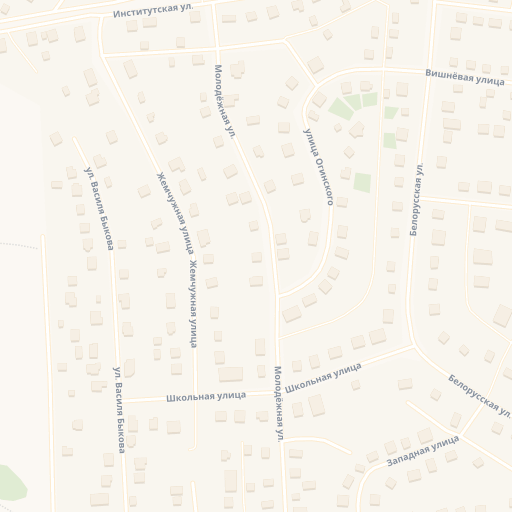 Институтская ул.
Вишнёвая улица
Молодёжная ул.
улица Огинского
ул. Василя Быкова
Жемчужная улица
Белорусская ул.
Жемчужная улица
ул. Василя Быкова
Школьная улица
Школьная улица
Молодёжная ул.
Белорусская ул.
Западная улица